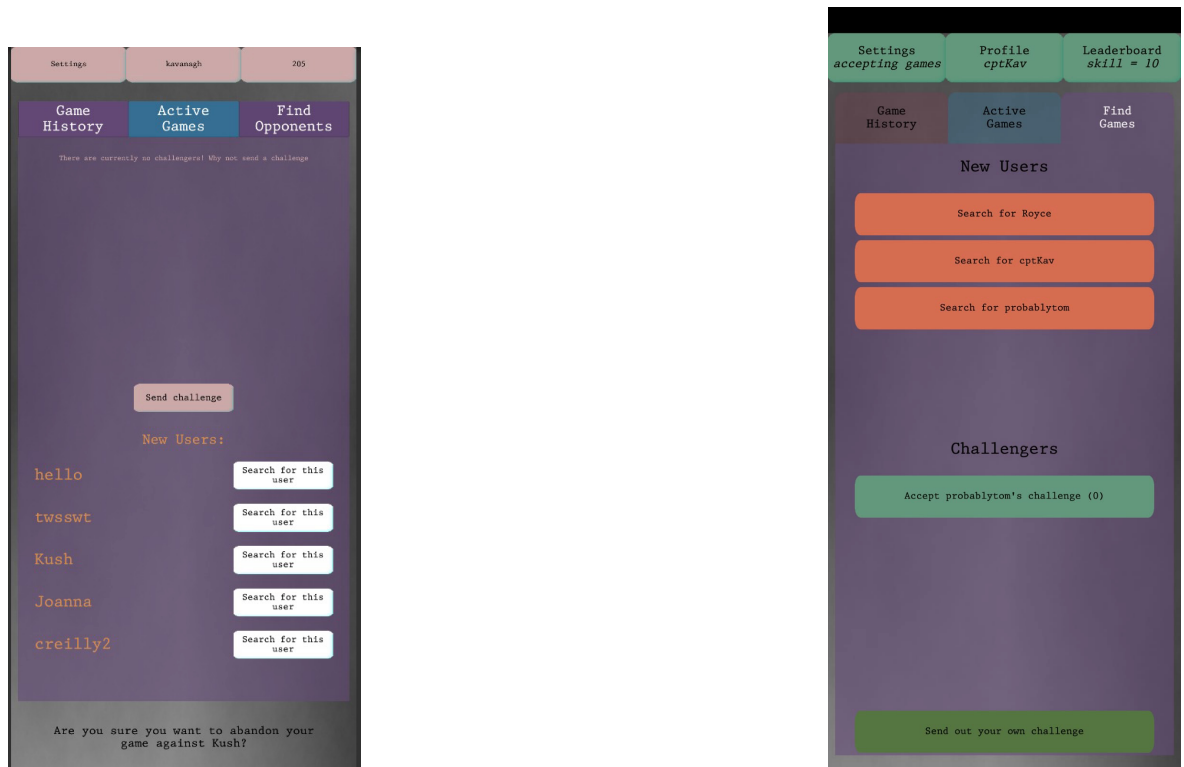 Settings
kavanagh
205
Game
History
Active
Games
Find
Opponents
There are currently no challengers! Why not send a challenge
Send challenge
New Users:
hello
Search for this
user
twsswt
Search for this
user
Kush
Search for this
user
Joanna
Search for this
user
creilly2
Search for this
user
Are you sure you want to abandon your
game against Kush?
Settings
accepting games
Profile
cptKav
Leaderboard
skill = 10
Game
History
Active
Games
Find
Games
New Users
Search for Royce
Search for cptKav
Search for probablytom
Challengers
Accept probablytom's challenge (0)
Send out your own challenge